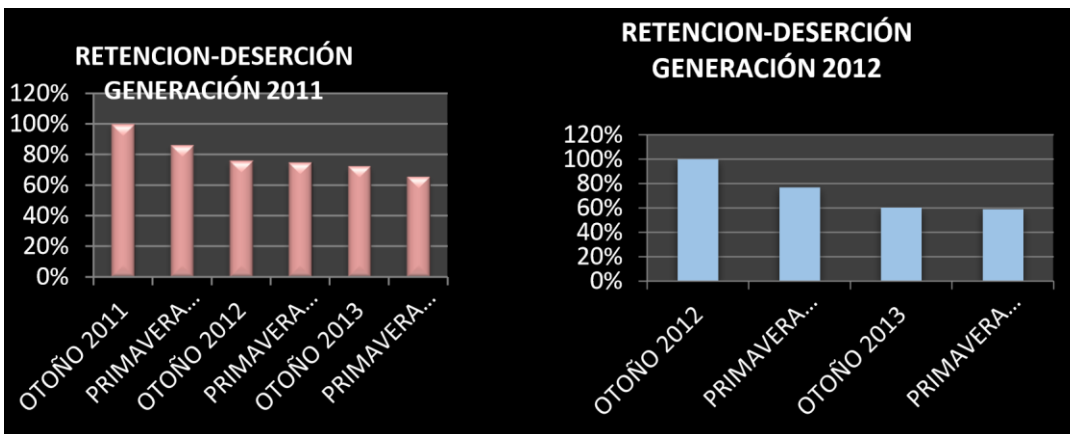 RETENCION-DESERCIÓN
GENERACIÓN 2011
120%
100%
80%
60%
40%
20%
0%
OTOÑO 2011
PRIMAVERA...
OTOÑO 2012
PRIMAVERA...
OTOÑO 2013
PRIMAVERA...
RETENCION-DESERCIÓN
GENERACIÓN 2012
120%
100%
80%
60%
40%
20%
0%
OTOÑO 2012
PRIMAVERA...
OTOÑO 2013
PRIMAVERA...